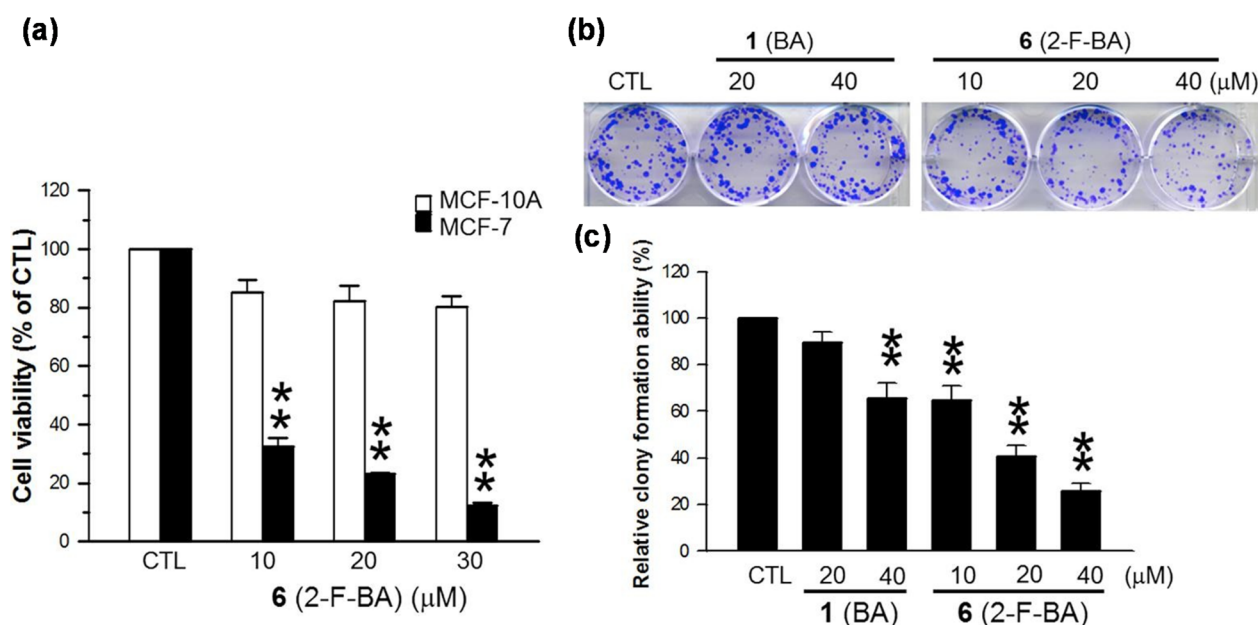 (a)
120
100
80
60
40
20
0
Cell viability (% of CTL)
MCF-10A
MCF-7
**
**
**
CTL 10 20 30
6 (2-F-BA) (μM)
(b)
1 (BA) 6 (2-F-BA)
CTL 20 40 10 20 40 (μM)
(c)
120
100
80
60
40
20
0
Relative clony formation ability (%)
**
**
**
**
CTL 20 40 10 20 40 (μM)
1 (BA) 6 (2-F-BA)